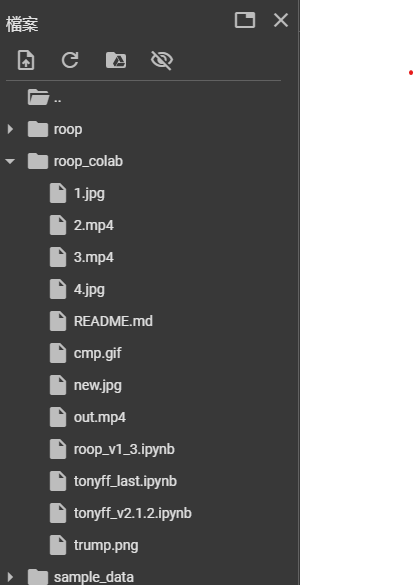 檔案
..
roop
roop_colab
1.jpg
2.mp4
3.mp4
4.jpg
README.md
cmp.gif
new.jpg
out.mp4
roop_v1_3.ipynb
tonyff_last.ipynb
tonyff_v2.1.2.ipynb
trump.png
sample_data